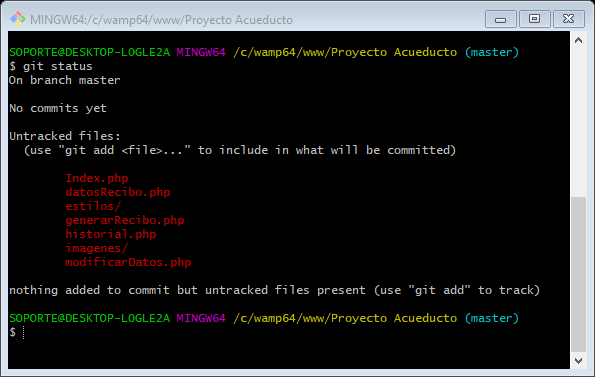 MINGW64:/c/wamp64/www/Proyecto Acueducto
SOPORTE@DESKTOP-LOGLE2A MINGW64 /c/wamp64/www/Proyecto Acueducto (master)
$ git status
On branch master
No commits yet
Untracked files:
(use "git add <file>..." to include in what will be committed)
Index.php
datosRecibo.php
estilos/
generarRecibo.php
historial.php
imagenes/
modificarDatos.php
nothing added to commit but untracked files present (use "git add" to track)
SOPORTE@DESKTOP-LOGLE2A MINGW64 /c/wamp64/www/Proyecto Acueducto (master)
$